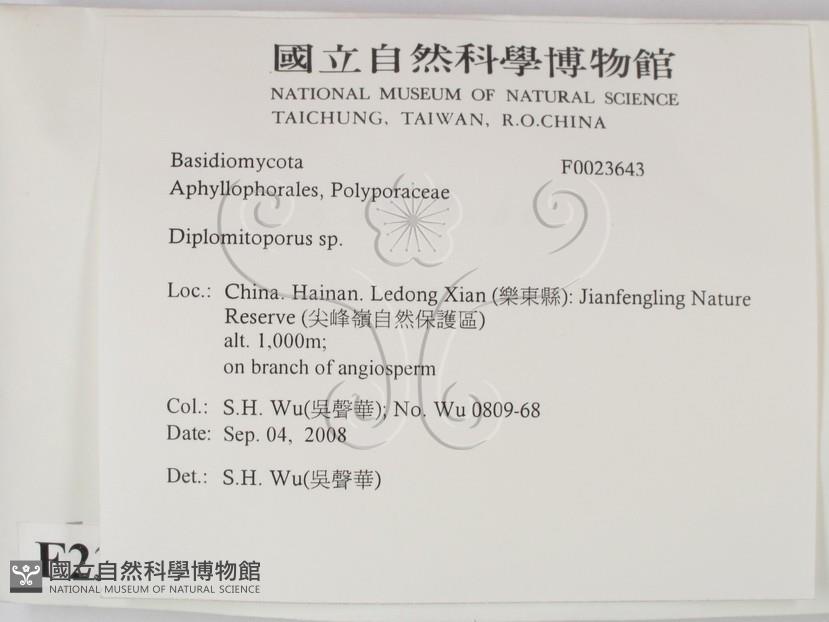 國立自然科學博物館
NATIONAL MUSEUM OF NATURAL SCIENCE
TAICHUNG, TAIWAN, R.O.CHINA
Basidiomycota F0023643
Aphyllophorales, Polyporaceae
Diplomitoporus sp.
Loc.: China. Hainan. Ledong Xian (樂東縣): Jianfengling Nature
Reserve (尖峰嶺自然保護區)
alt. 1,000m;
on branch of angiosperm
Col.: S.H. Wu(吳聲華); No. Wu 0809-68
Date: Sep. 04, 2008
Det.: S.H. Wu(吳聲華)
國立自然科學博物館
NATIONAL MUSEUM OF NATURAL SCIENCE